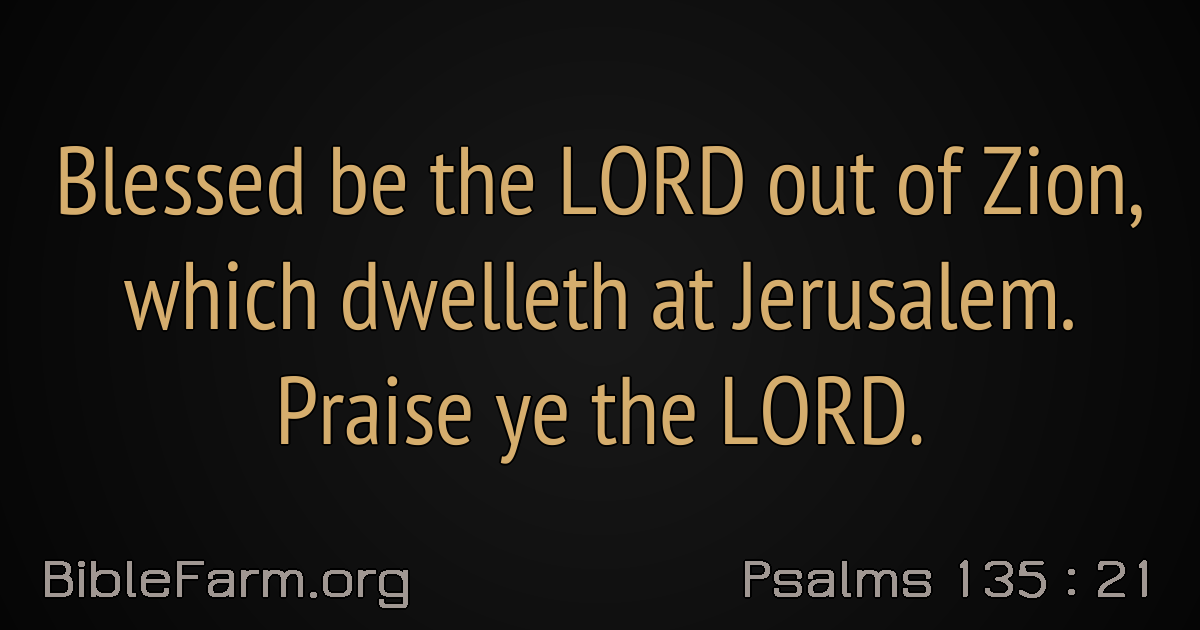 Blessed be the LORD out of Zion,
which dwelleth at Jerusalem.
Praise ye the LORD.
BibleFarm.org
Psalms 135 : 21